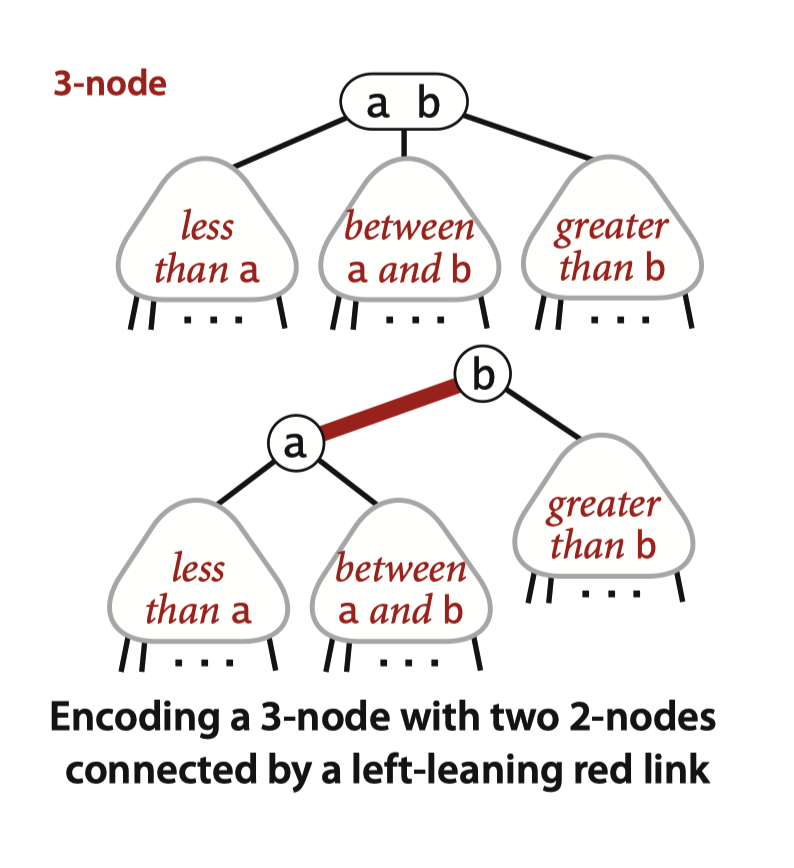 3-node
a b
less
than a
between
a and b
greater
than b
. . .
. . .
. . .
b
a
greater
than b
. . .
less
than a
between
a and b
. . .
. . .
Encoding a 3-node with two 2-nodes
connected by a left-leaning red link